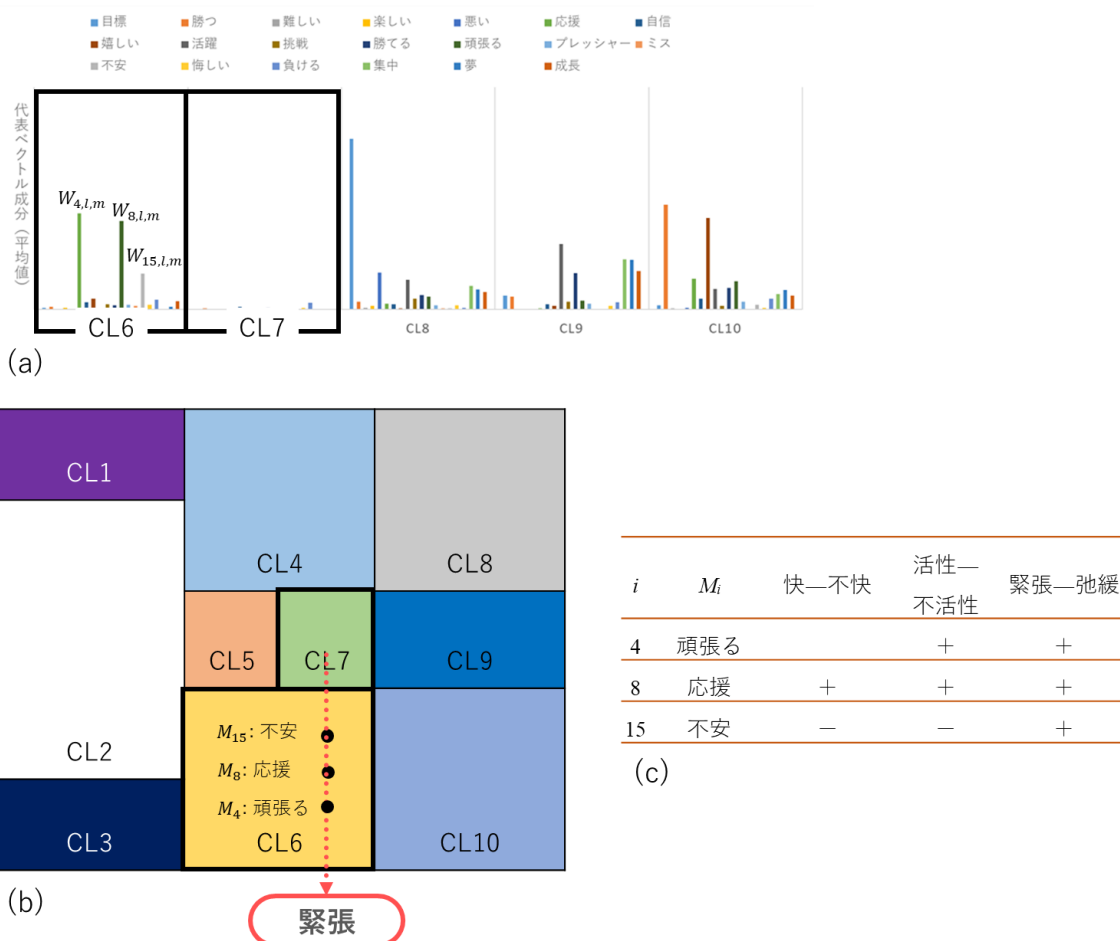 目標 勝つ 難しい 楽しい 悪い 応援 自信
嬉しい 活躍 挑戦 勝てる 頑張る プレッシャー ミス
不安 悔しい 負ける 集中 夢 成長
代表ベクトル成分（平均値）
W4,l,m
W8,l,m
W15,l,m
CL6 CL7 CL8 CL9 CL10
(a)
CL1
CL4 CL8
CL5 CL7 CL9
M15: 不安
CL2
M8: 応援
M4: 頑張る
CL3 CL6 CL10
(b)
緊張
i Mi 快―不快 活性―
不活性 緊張―弛緩
4 頑張る + +
8 応援 + + +
15 不安 − − +
(c)